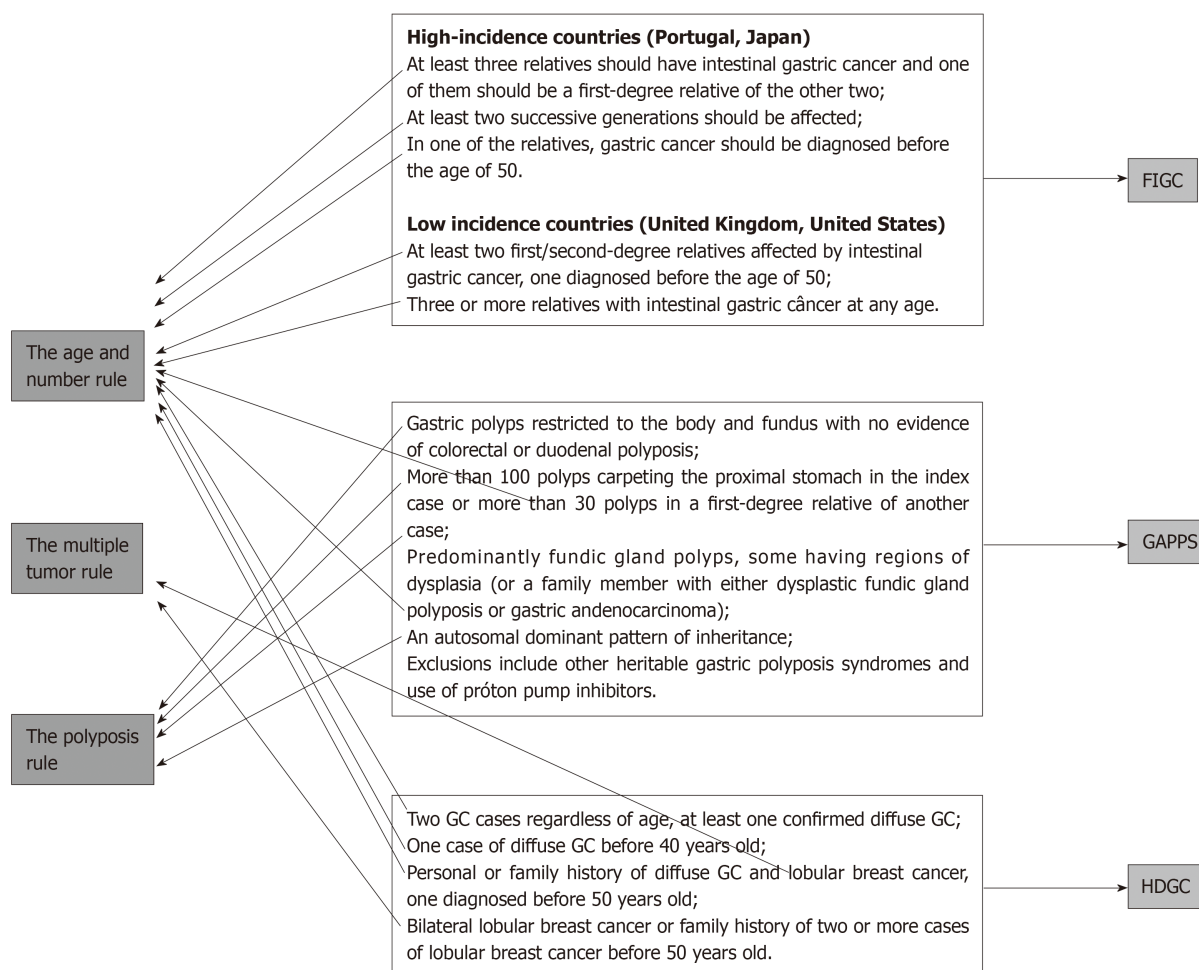 High-incidence countries (Portugal, Japan)
At least three relatives should have intestinal gastric cancer and one
of them should be a first-degree relative of the other two;
At least two successive generations should be affected;
In one of the relatives, gastric cancer should be diagnosed before
the age of 50.
Low incidence countries (United Kingdom, United States)
At least two first/second-degree relatives affected by intestinal
gastric cancer, one diagnosed before the age of 50;
Three or more relatives with intestinal gastric câncer at any age.
FIGC
The age and
number rule
Gastric polyps restricted to the body and fundus with no evidence
of colorectal or duodenal polyposis;
More than 100 polyps carpeting the proximal stomach in the index
case or more than 30 polyps in a first-degree relative of another
case;
Predominantly fundic gland polyps, some having regions of
dysplasia (or a family member with either dysplastic fundic gland
polyposis or gastric andenocarcinoma);
An autosomal dominant pattern of inheritance;
Exclusions include other heritable gastric polyposis syndromes and
use of próton pump inhibitors.
GAPPS
The multiple
tumor rule
The polyposis
rule
Two GC cases regardless of age, at least one confirmed diffuse GC;
One case of diffuse GC before 40 years old;
Personal or family history of diffuse GC and lobular breast cancer,
one diagnosed before 50 years old;
Bilateral lobular breast cancer or family history of two or more cases
of lobular breast cancer before 50 years old.
HDGC